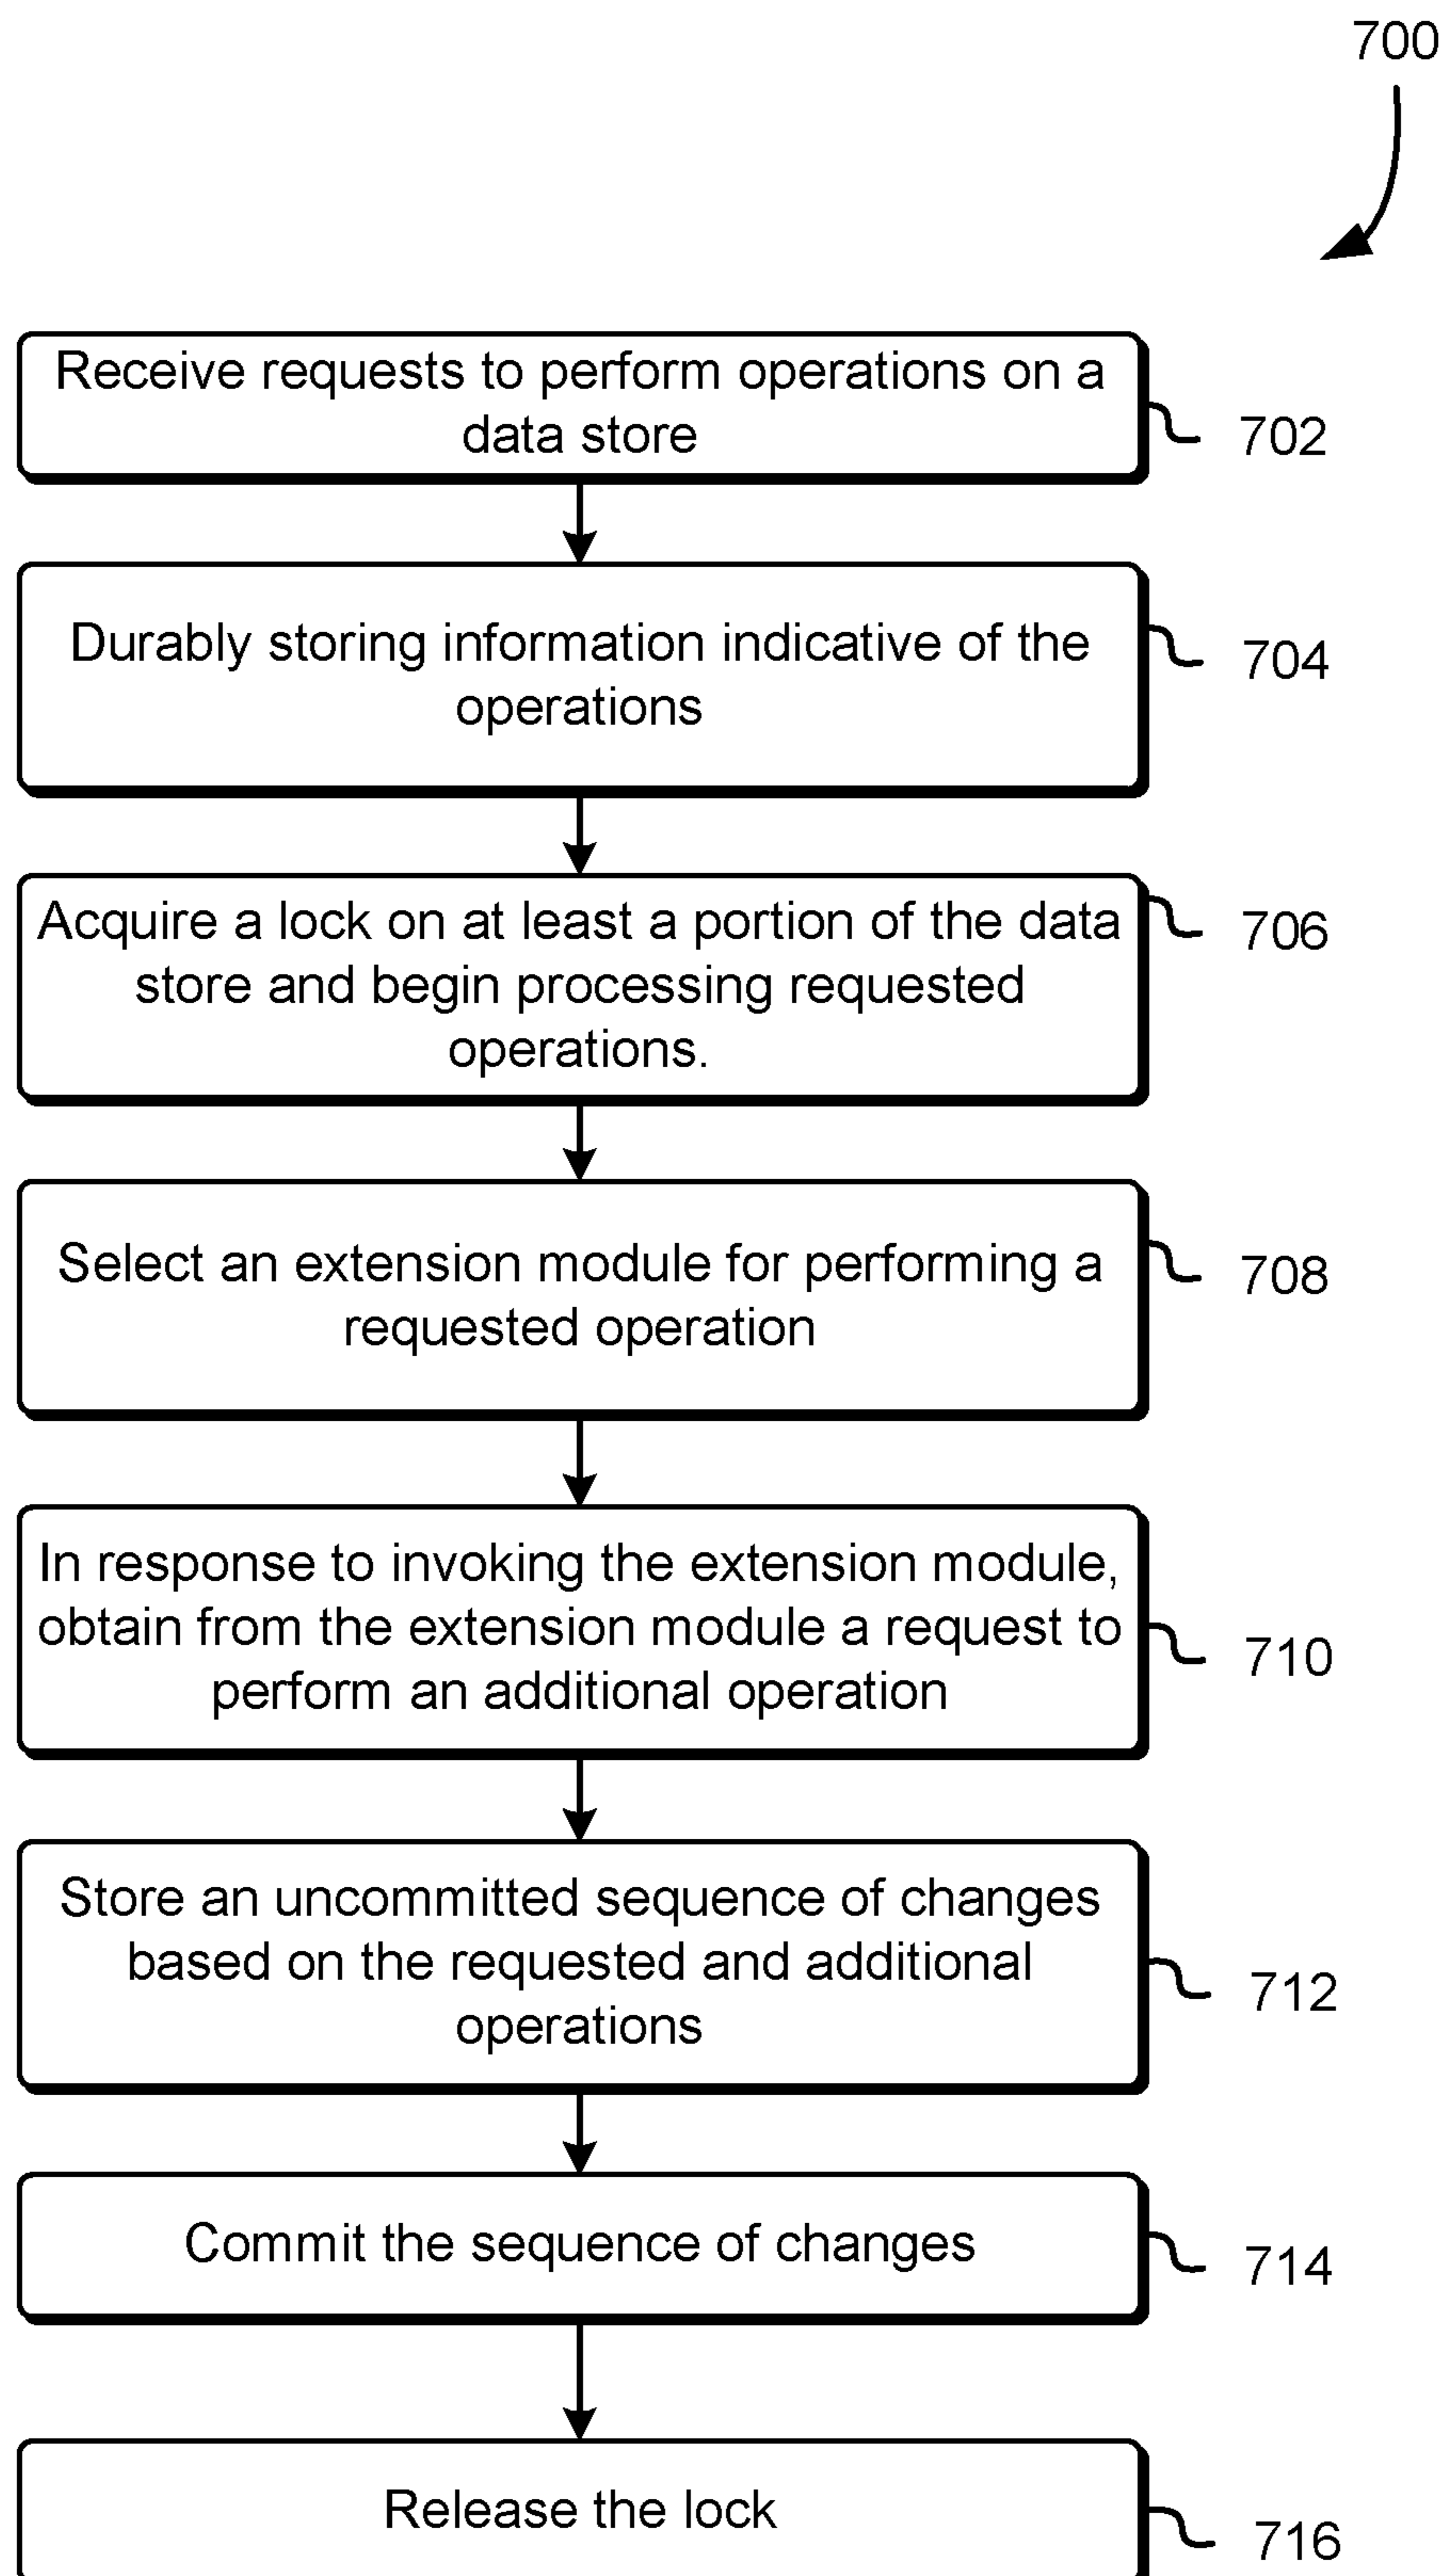 700
Receive requests to perform operations on a
data store
702
Durably storing information indicative of the
operations
704
Acquire a lock on at least a portion of the data
store and begin processing requested
operations.
706
Select an extension module for performing a
requested operation
708
In response to invoking the extension module,
obtain from the extension module a request to
perform an additional operation
710
Store an uncommitted sequence of changes
based on the requested and additional
operations
712
Commit the sequence of changes
714
Release the lock
716